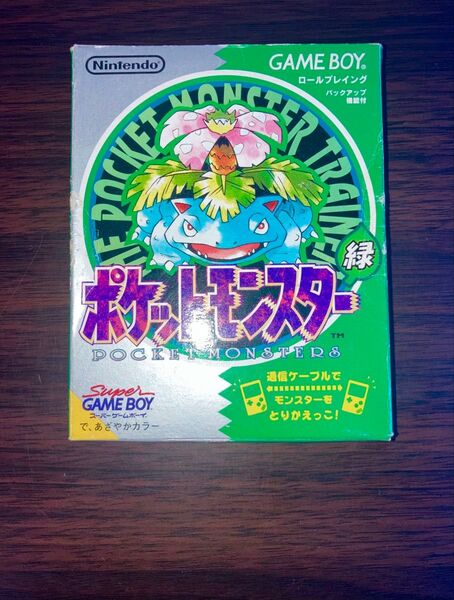 Nintendo
GAME BOY®
ロールプレイング
バックアップ
機能付
THE POCKET MONSTER TRAINER
緑
ポケットモンスター
TM
POCKET MONSTERS
Super
GAME BOY
スーパーゲームボーイ
で、あざやかカラー
通信ケーブルで
モンスターを
とりかえっこ!